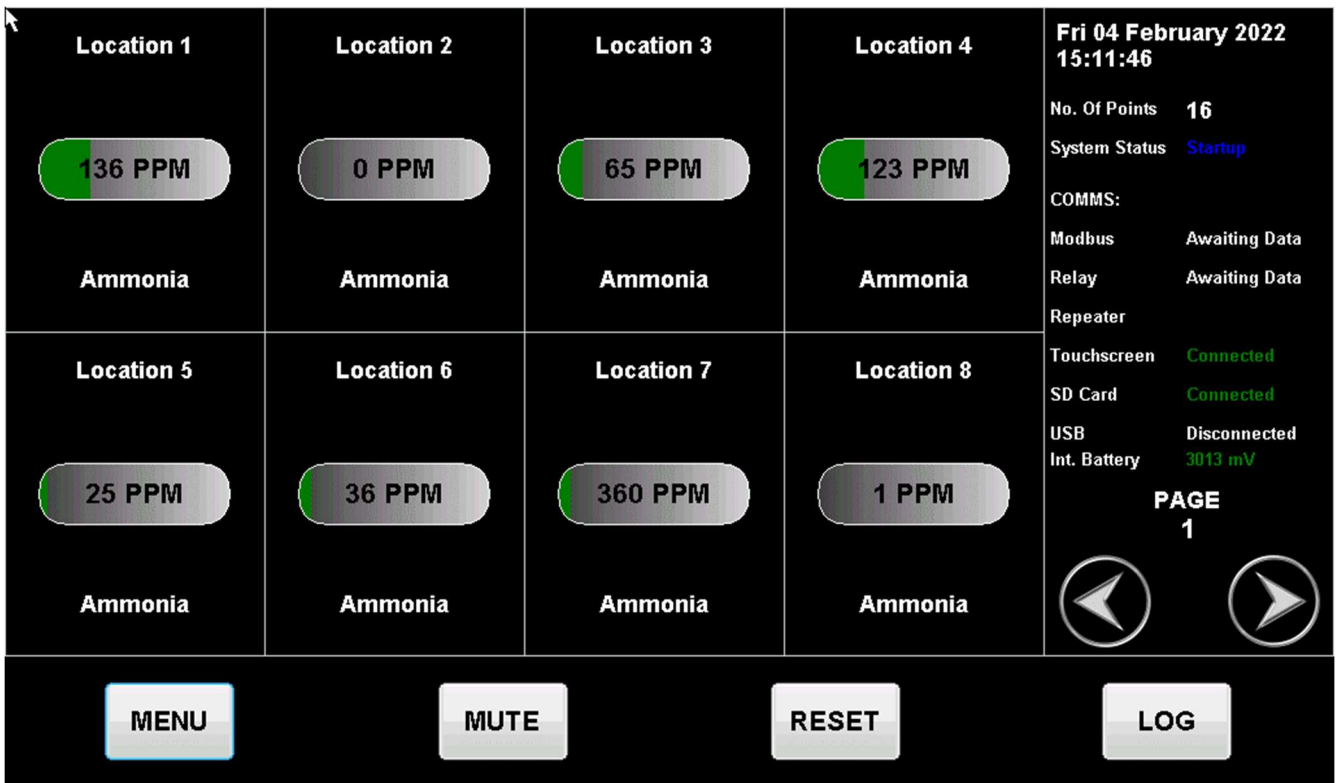 Location 1
136 PPM
Ammonia
Location 2
0 PPM
Ammonia
Location 3
65 PPM
Ammonia
Location 4
123 PPM
Ammonia
Location 5
25 PPM
Ammonia
Location 6
36 PPM
Ammonia
Location 7
360 PPM
Ammonia
Location 8
1 PPM
Ammonia
Fri 04 February 2022
15:11:46
No. Of Points 16
System Status Startup
COMMS:
Modbus Awaiting Data
Relay Awaiting Data
Repeater
Touchscreen Connected
SD Card Connected
USB Disconnected
Int. Battery 3013 mV
PAGE
1
MENU MUTE RESET LOG